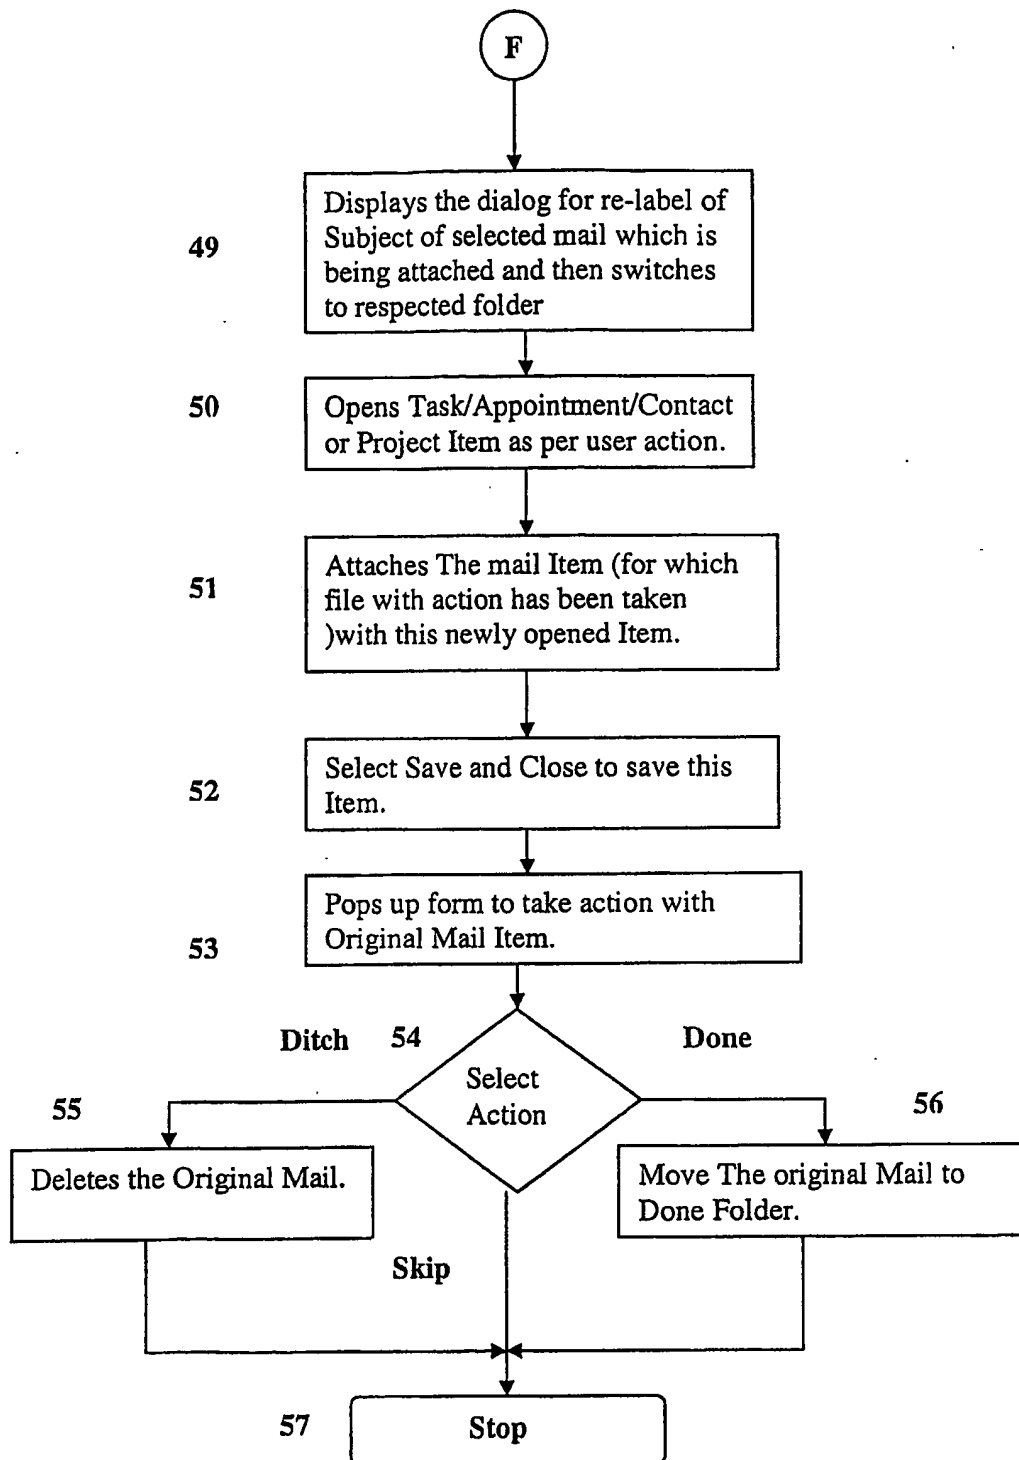 F
49
Displays the dialog for re-label of
Subject of selected mail which is
being attached and then switches
to respected folder
50
Opens Task/Appointment/Contact
or Project Item as per user action.
51
Attaches The mail Item (for which
file with action has been taken
)with this newly opened Item.
52
Select Save and Close to save this
Item.
53
Pops up form to take action with
Original Mail Item.
Ditch 54 Done
Select
Action
55
56
Deletes the Original Mail.
Move The original Mail to
Done Folder.
Skip
57
Stop